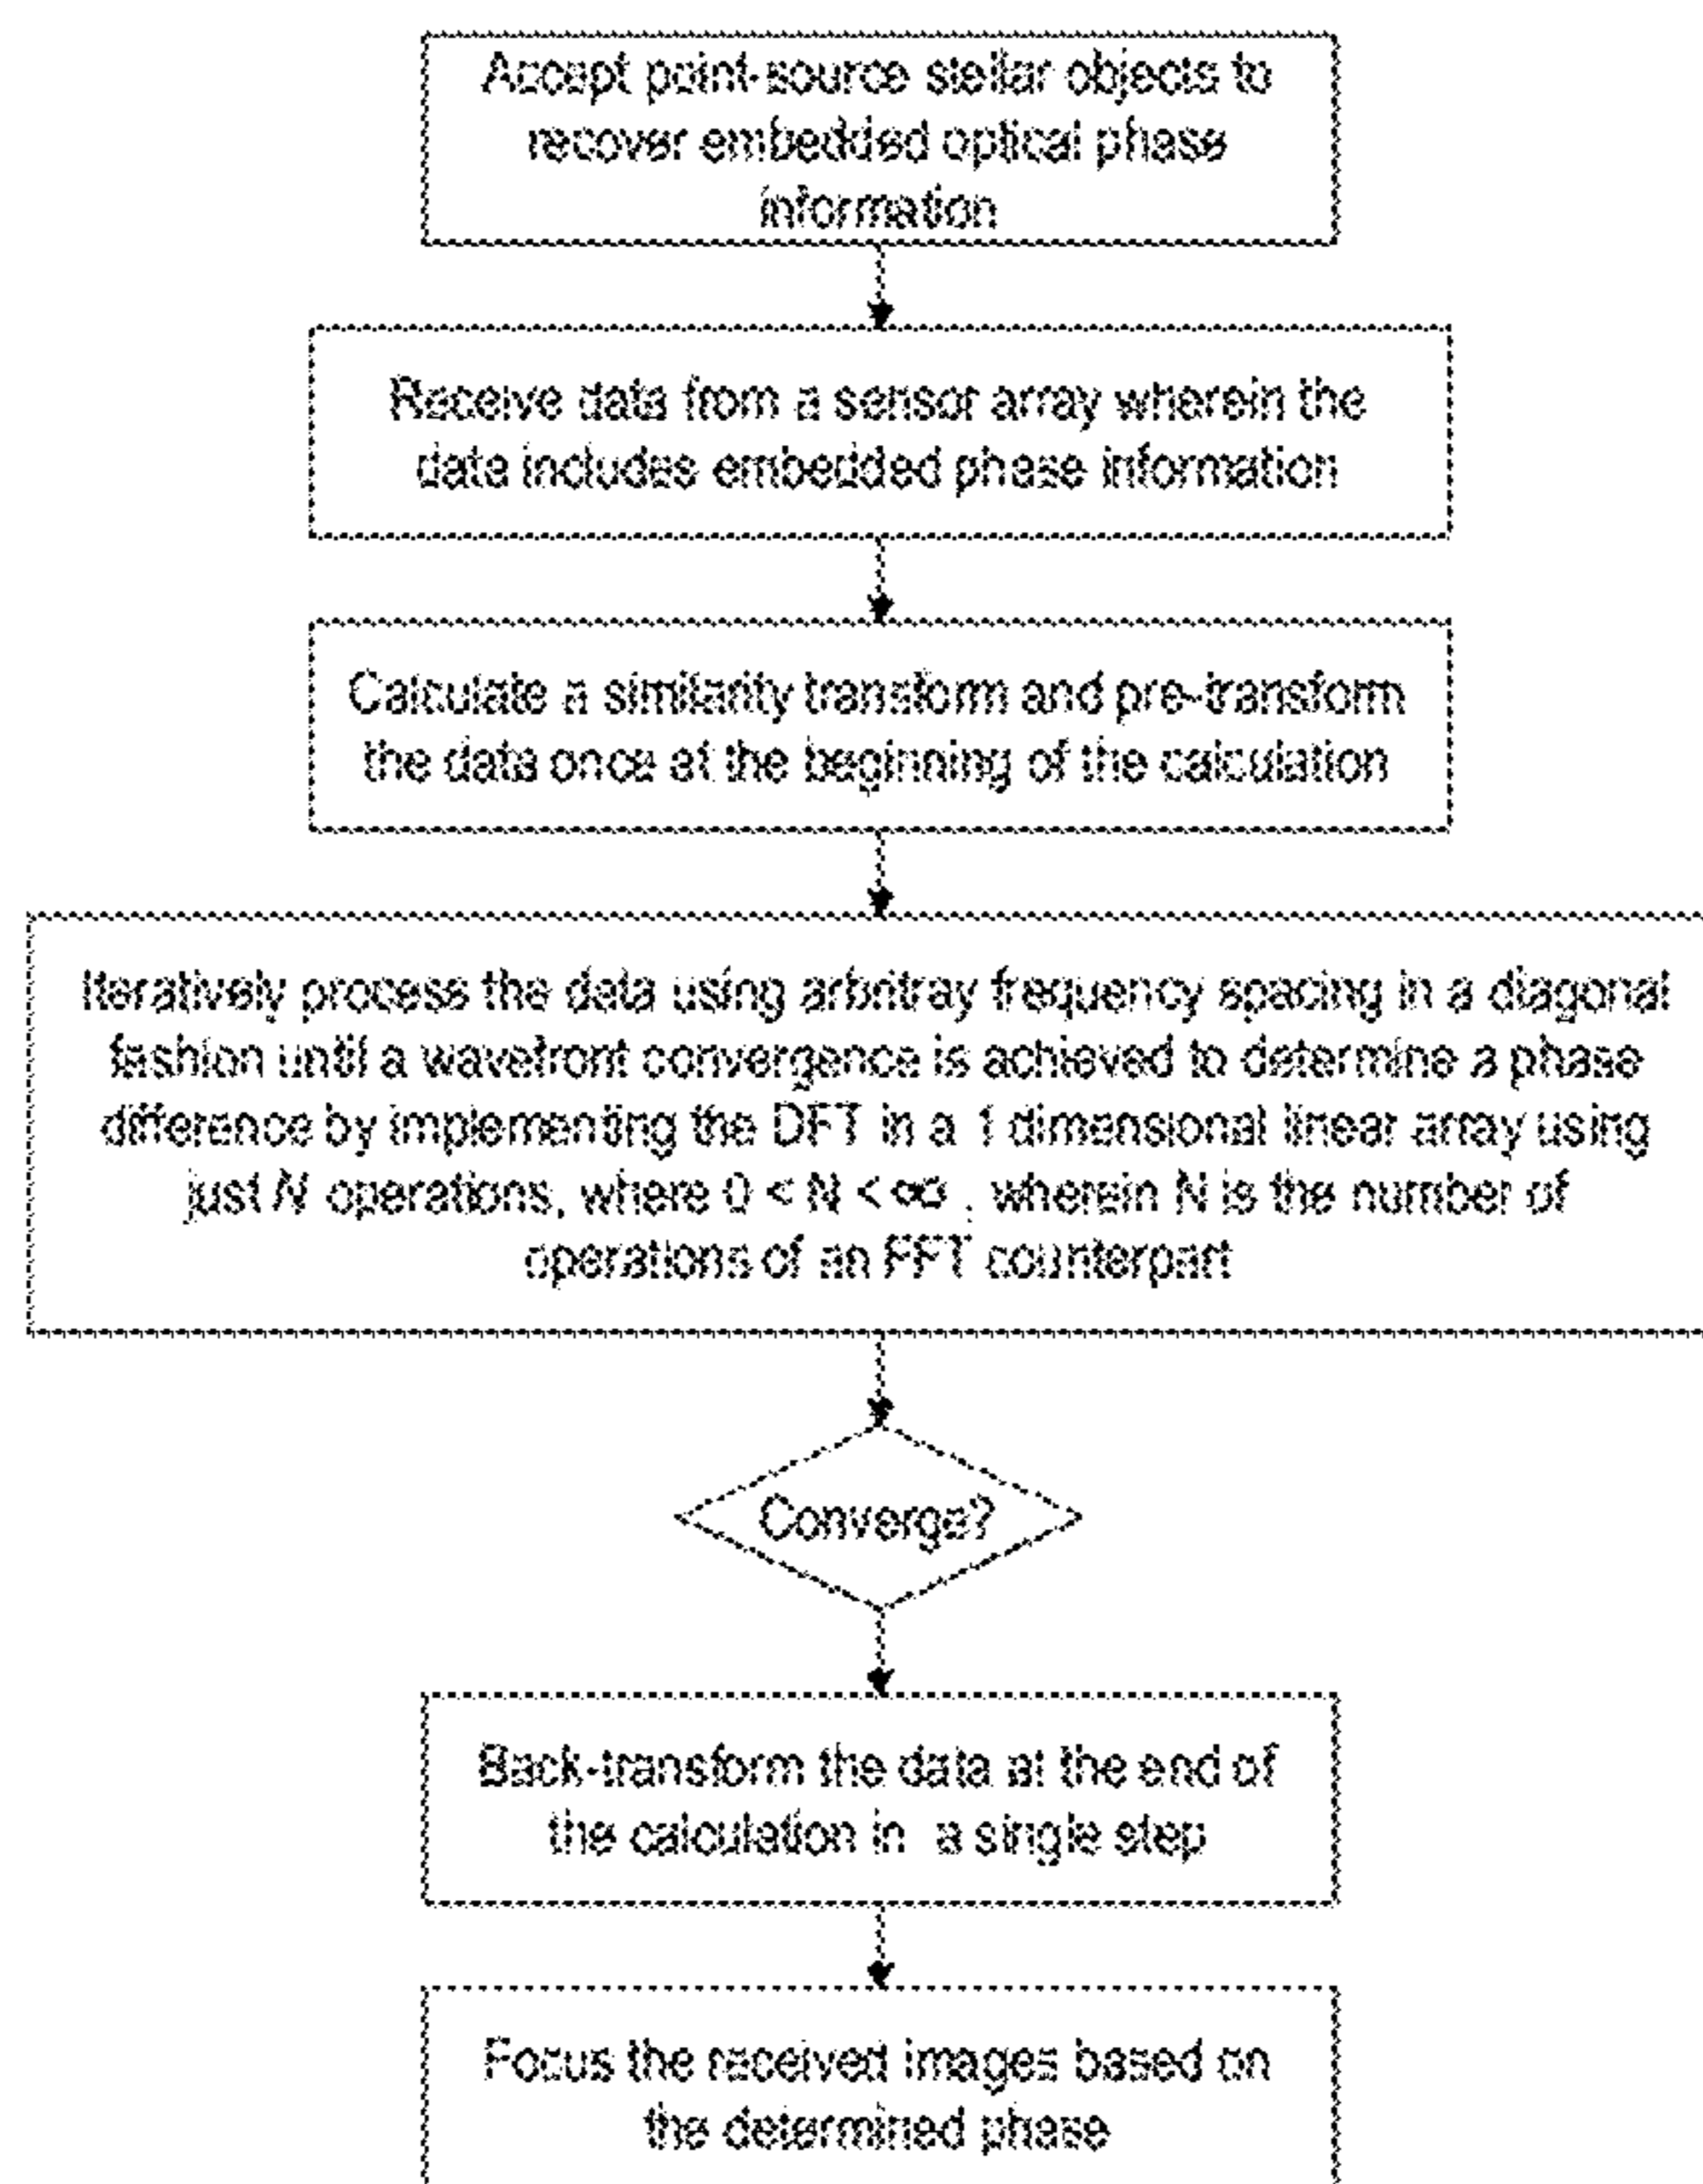 Accept point-source stellar objects to
recover embedded optical phase
information
Receive data from a sensor array wherein the
data includes embedded phase information
Calculate a similarity transform and pre-transform
the data once at the beginning of the calculation
Iteratively process the data using arbritray frequency spacing in a diagonal
fashion until a wavefront convergence is achieved to determine a phase
difference by implementing the DFT in a 1 dimensional linear array using
just N operations, where 0 < N < ∞ , wherein N is the number of
operations of an FFT counterpart
Converge?
Back-transform the data at the end of
the calculation in a single step
Focus the received images based on
the determined phase